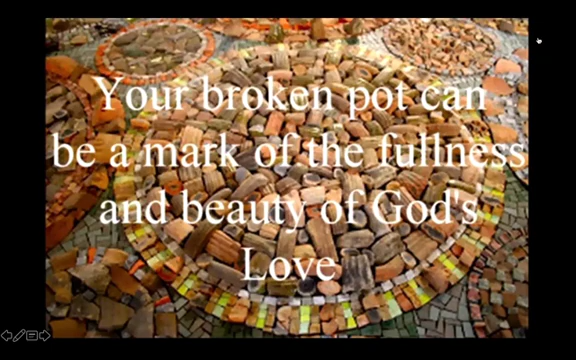 Your broken pot can
be a mark of the fullness
and beauty of God's
Love